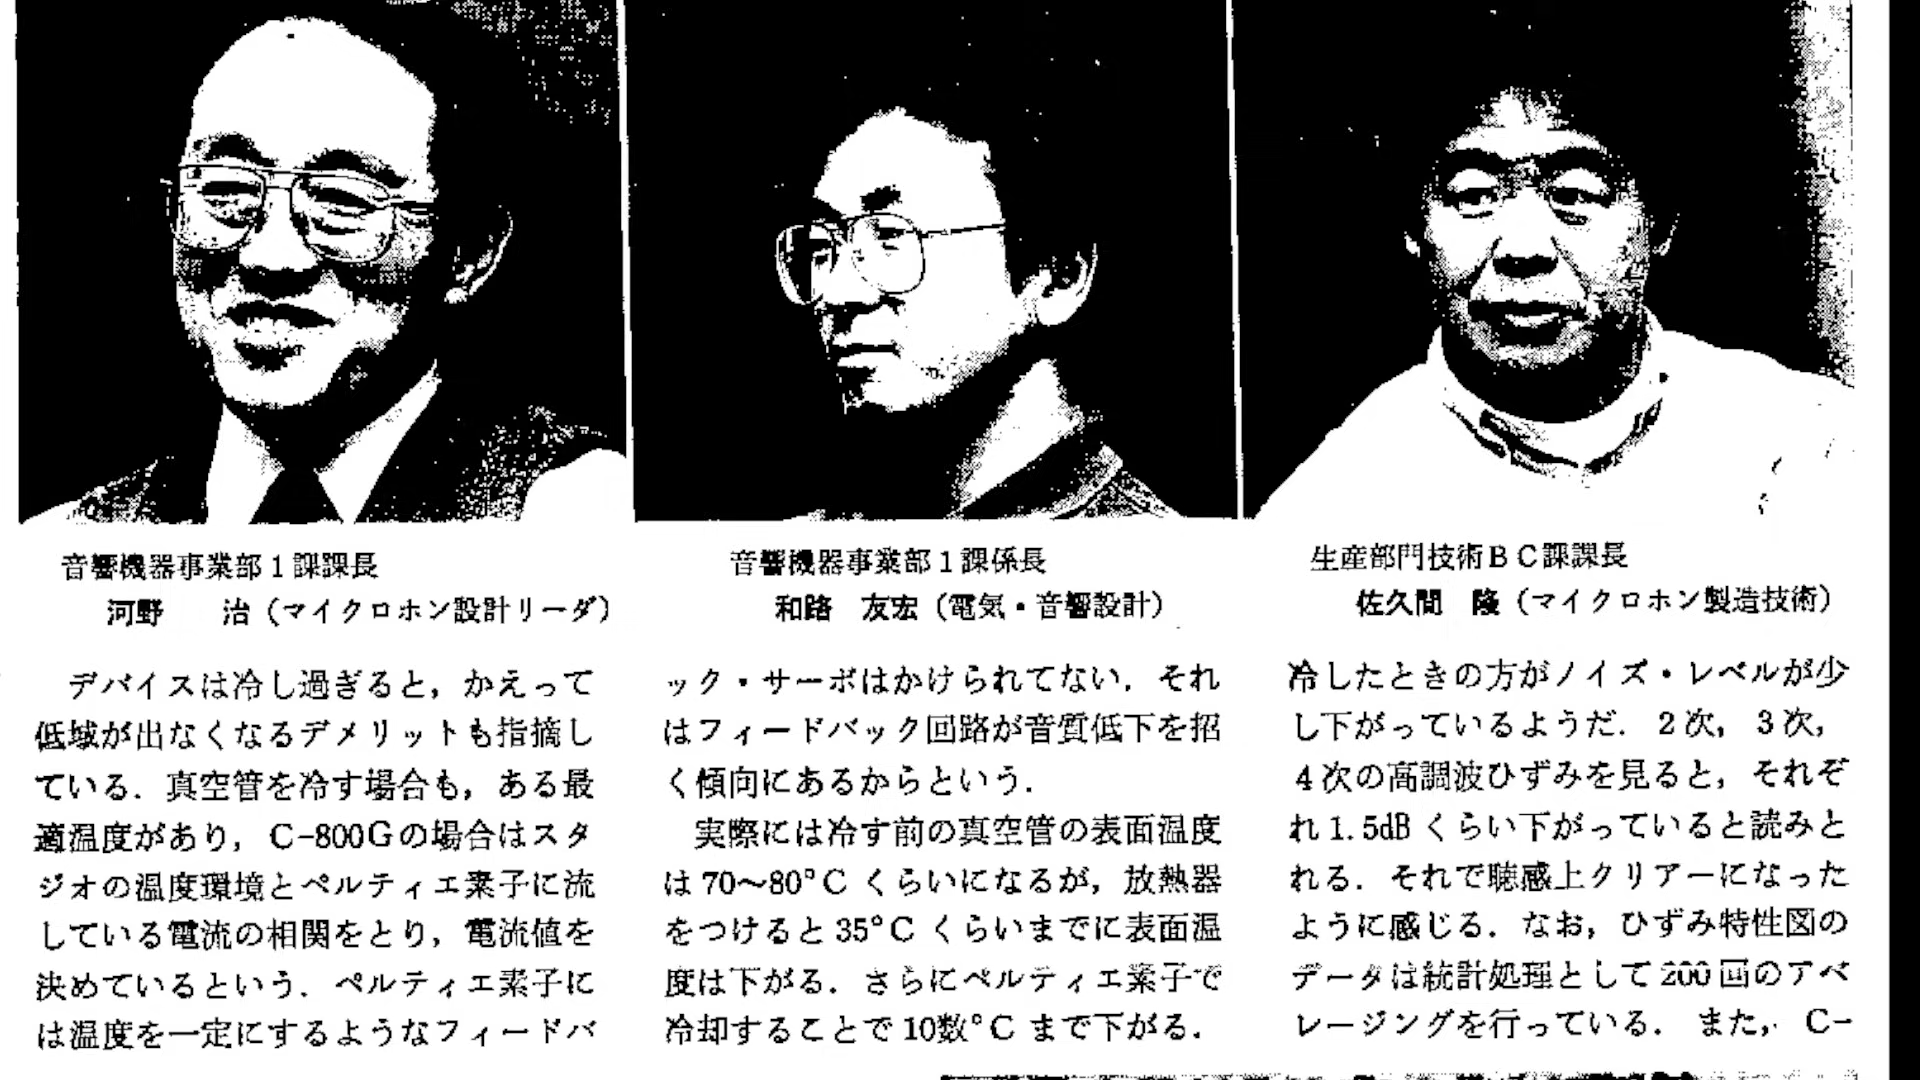 音響機器事業部1課課長
河野　治（マイクロホン設計リーダ）
音響機器事業部1課係長
和路　友宏（電気・音響設計）
生産部門技術BC課課長
佐久間　隆（マイクロホン製造技術）
デバイスは冷し過ぎると，かえって
低域が出なくなるデメリットも指摘し
ている．真空管を冷す場合も，ある最
適温度があり，C-800Gの場合はスタ
ジオの温度環境とペルティエ素子に流
している電流の相関をとり，電流値を
決めているという．ペルティエ素子に
は温度を一定にするようなフィードバ
ック・サーボはかけられてない．それ
はフィードバック回路が音質低下を招
く傾向にあるからという．
実際には冷す前の真空管の表面温度
は70〜80°Cくらいになるが，放熱器
をつけると35°Cくらいまでに表面温
度は下がる．さらにペルティエ素子で
冷却することで10数°Cまで下がる．
冷したときの方がノイズ・レベルが少
し下がっているようだ．2次，3次，
4次の高調波ひずみを見ると，それぞ
れ1.5dBくらい下がっていると読みと
れる．それで聴感上クリアーになった
ように感じる．なお，ひずみ特性図の
データは統計処理として200回のアベ
レージングを行っている．また，C-